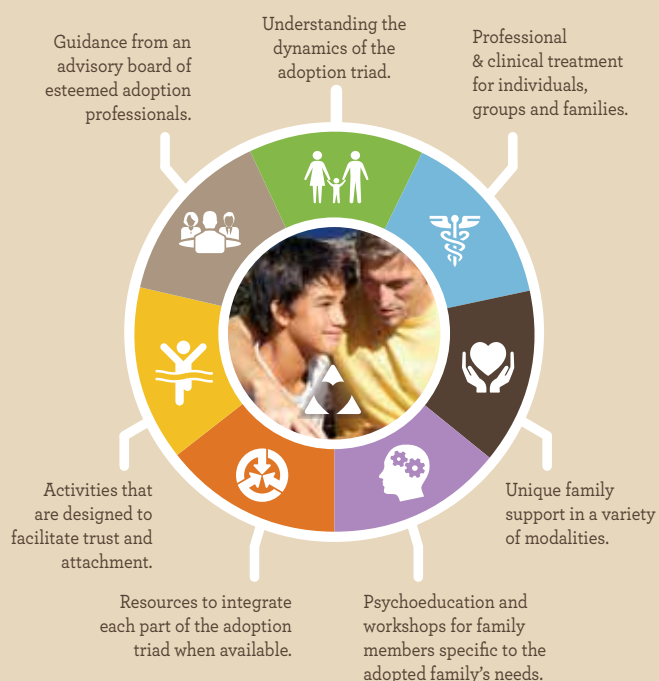 Understanding the
dynamics of the
adoption triad.
Professional
& clinical treatment
for individuals,
groups and families.
Unique family
support in a variety
of modalities.
Psychoeducation and
workshops for family
members specific to the
adopted family's needs.
Resources to integrate
each part of the adoption
triad when available.
Activities that
are designed to
facilitate trust and
attachment.
Guidance from an
advisory board of
esteemed adoption
professionals.